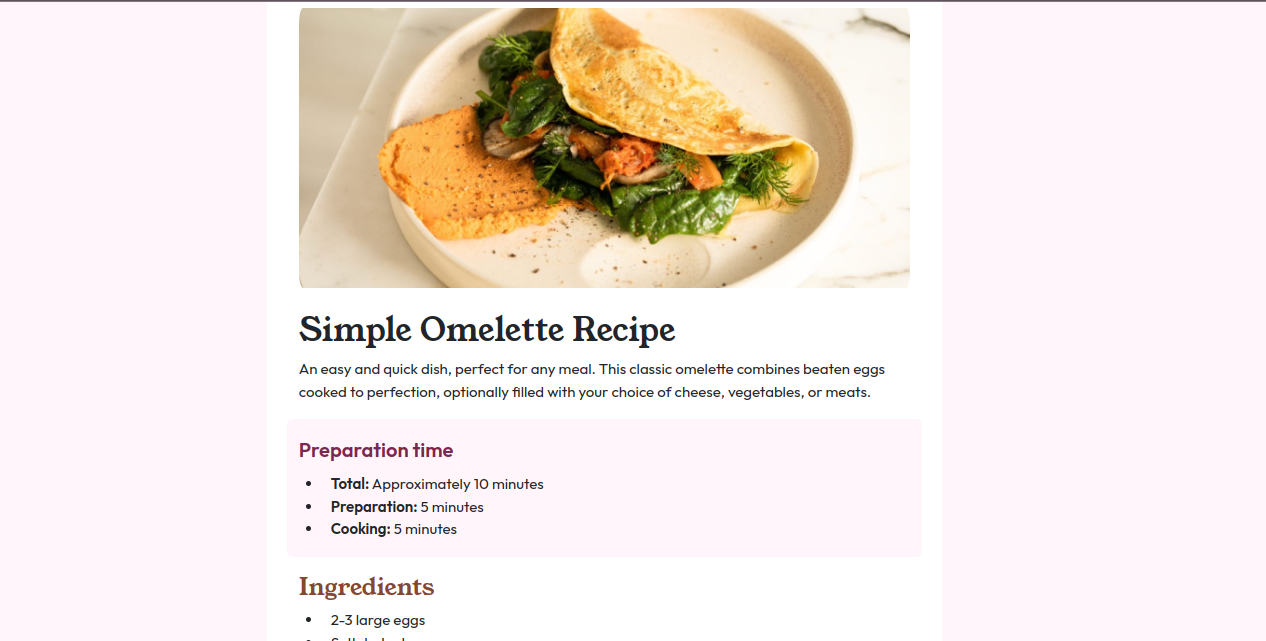 Simple Omelette Recipe
An easy and quick dish, perfect for any meal. This classic omelette combines beaten eggs
cooked to perfection, optionally filled with your choice of cheese, vegetables, or meats.
Preparation time
• Total: Approximately 10 minutes
• Preparation: 5 minutes
• Cooking: 5 minutes
Ingredients
• 2-3 large eggs